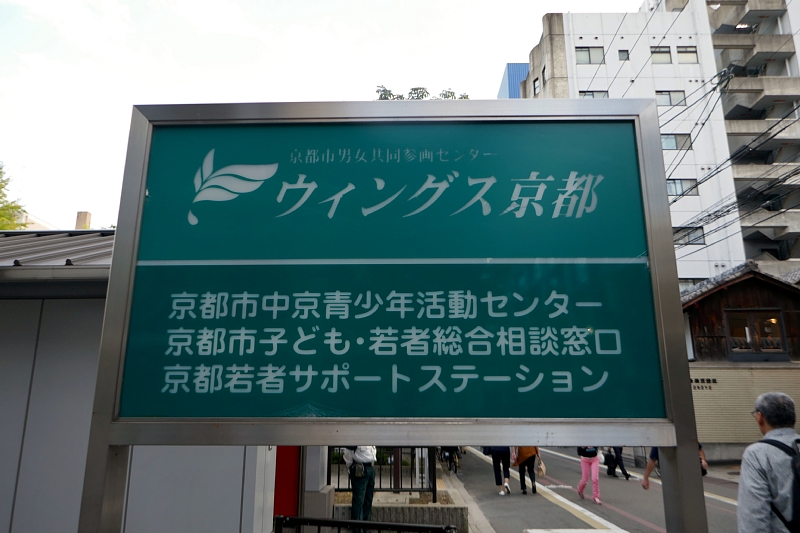 京都市男女共同参画センター
ウィングス京都
京都市中京青少年活動センター
京都市子ども・若者総合相談窓口
京都若者サポートステーション